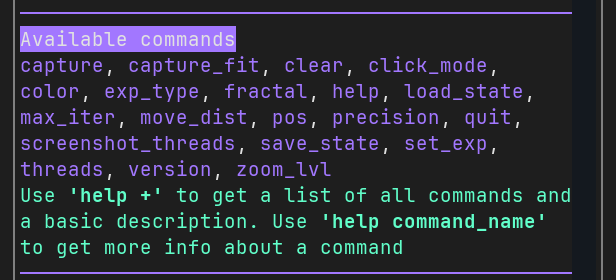 Available commands
capture, capture_fit, clear, click_mode,
color, exp_type, fractal, help, load_state,
max_iter, move_dist, pos, precision, quit,
screenshot_threads, save_state, set_exp,
threads, version, zoom_lvl
Use 'help +' to get a list of all commands and
a basic description. Use 'help command_name'
to get more info about a command